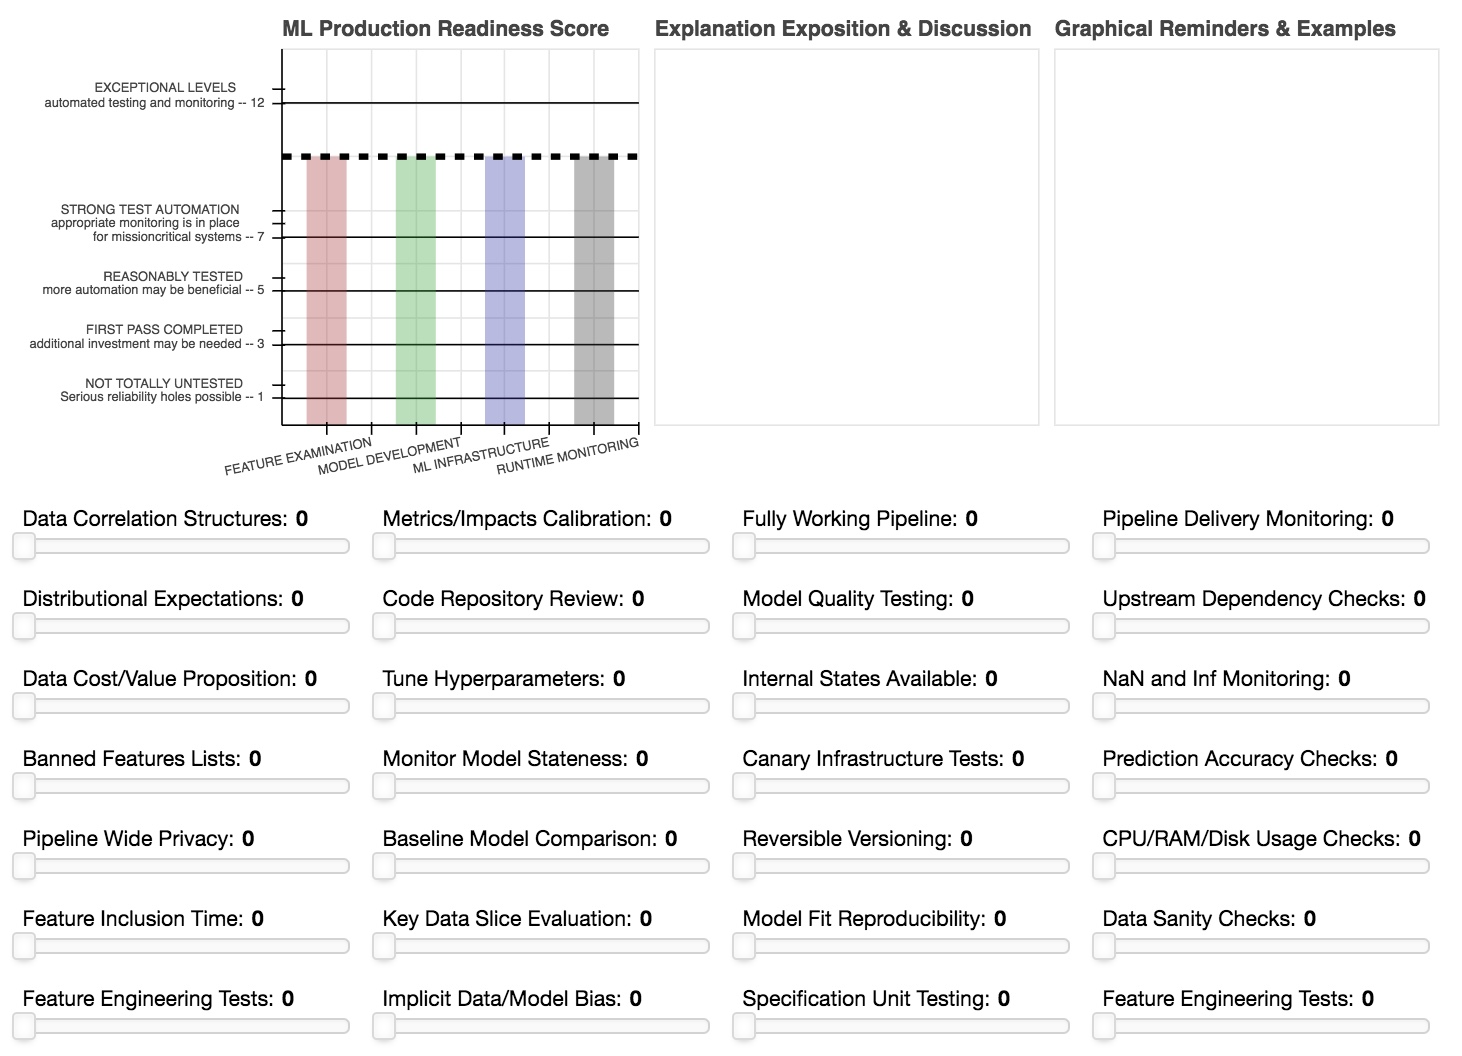 ML Production Readiness Score
Explanation Exposition & Discussion
Graphical Reminders & Examples
EXCEPTIONAL LEVELS
automated testing and monitoring -- 12
STRONG TEST AUTOMATION
appropriate monitoring is in place
for missioncritical systems -- 7
REASONABLY TESTED
more automation may be beneficial -- 5
FIRST PASS COMPLETED
additional investment may be needed -- 3
NOT TOTALLY UNTESTED
Serious reliability holes possible -- 1
FEATURE EXAMINATION
MODEL DEVELOPMENT
ML INFRASTRUCTURE
RUNTIME MONITORING
Data Correlation Structures: 0
Metrics/Impacts Calibration: 0
Fully Working Pipeline: 0
Pipeline Delivery Monitoring: 0
Distributional Expectations: 0
Code Repository Review: 0
Model Quality Testing: 0
Upstream Dependency Checks: 0
Data Cost/Value Proposition: 0
Tune Hyperparameters: 0
Internal States Available: 0
NaN and Inf Monitoring: 0
Banned Features Lists: 0
Monitor Model Stateness: 0
Canary Infrastructure Tests: 0
Prediction Accuracy Checks: 0
Pipeline Wide Privacy: 0
Baseline Model Comparison: 0
Reversible Versioning: 0
CPU/RAM/Disk Usage Checks: 0
Feature Inclusion Time: 0
Key Data Slice Evaluation: 0
Model Fit Reproducibility: 0
Data Sanity Checks: 0
Feature Engineering Tests: 0
Implicit Data/Model Bias: 0
Specification Unit Testing: 0
Feature Engineering Tests: 0